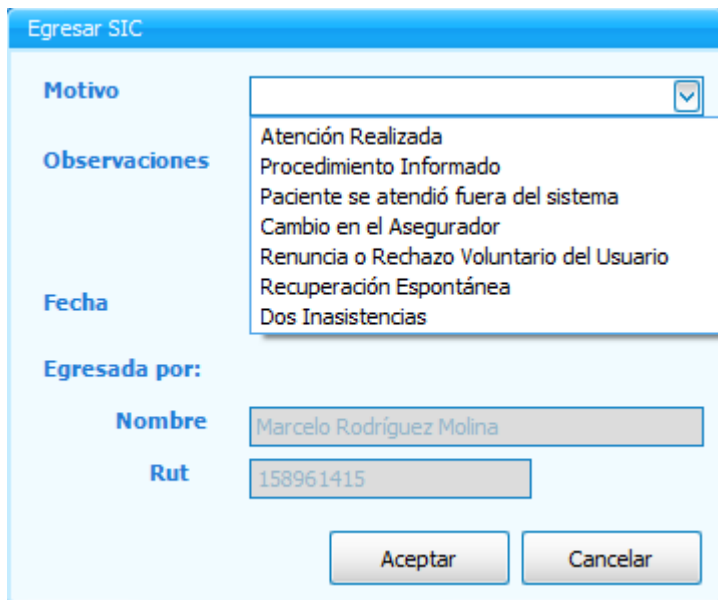 Egresar SIC
Motivo
Atención Realizada
Observaciones
Procedimiento Informado
Paciente se atendió fuera del sistema
Cambio en el Asegurador
Renuncia o Rechazo Voluntario del Usuario
Recuperación Espontánea
Fecha
Dos Inasistencias
Egresada por:
Nombre Marcelo Rodríguez Molina
Rut 158961415
Aceptar Cancelar